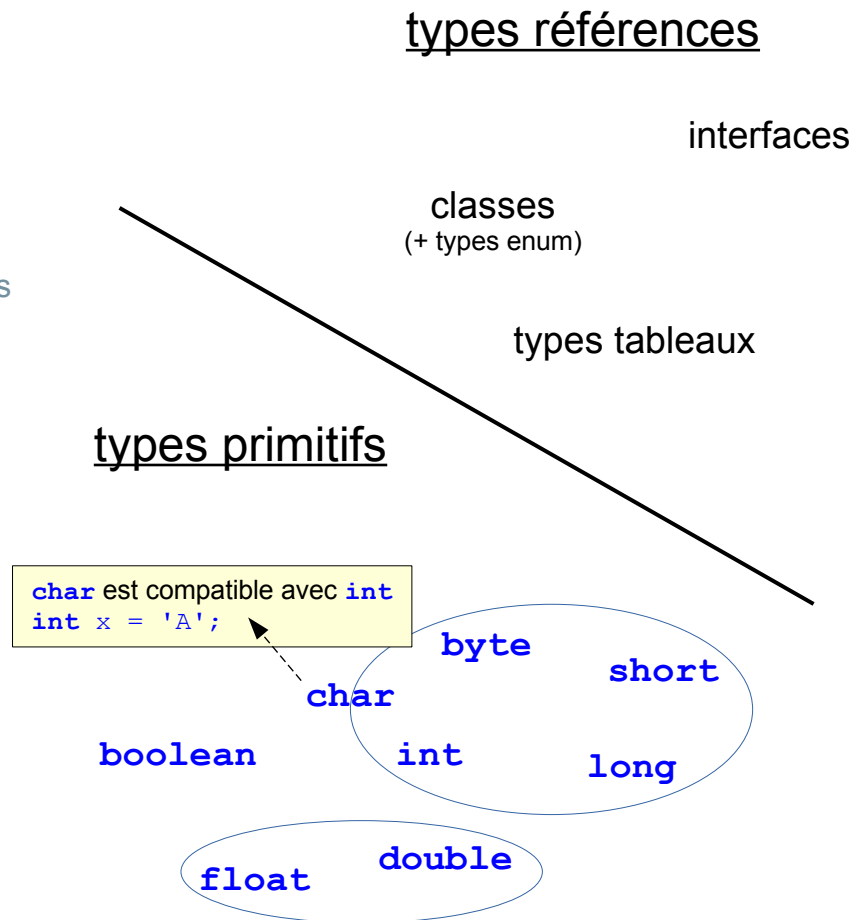 types références
interfaces
classes
(+ types enum)
s
types tableaux
types primitifs
char est compatible avec int
int x = 'A';
byte
short
char
boolean
int
long
double
float